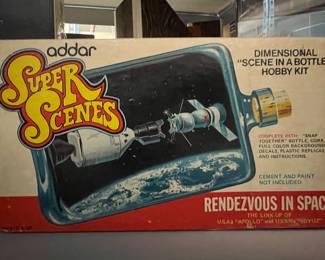 addar
SUPER
SCENES
DIMENSIONAL
"SCENE IN A BOTTLE"
HOBBY KIT
COMPLETE WITH: "SNAP
TOGETHER" BOTTLE, CORK,
FULL COLOR BACKGROUND,
DECALS, PLASTIC REPLICAS
AND INSTRUCTIONS.
CEMENT AND PAINT
NOT INCLUDED
RENDEZVOUS IN SPAC
THE LINK-UP OF